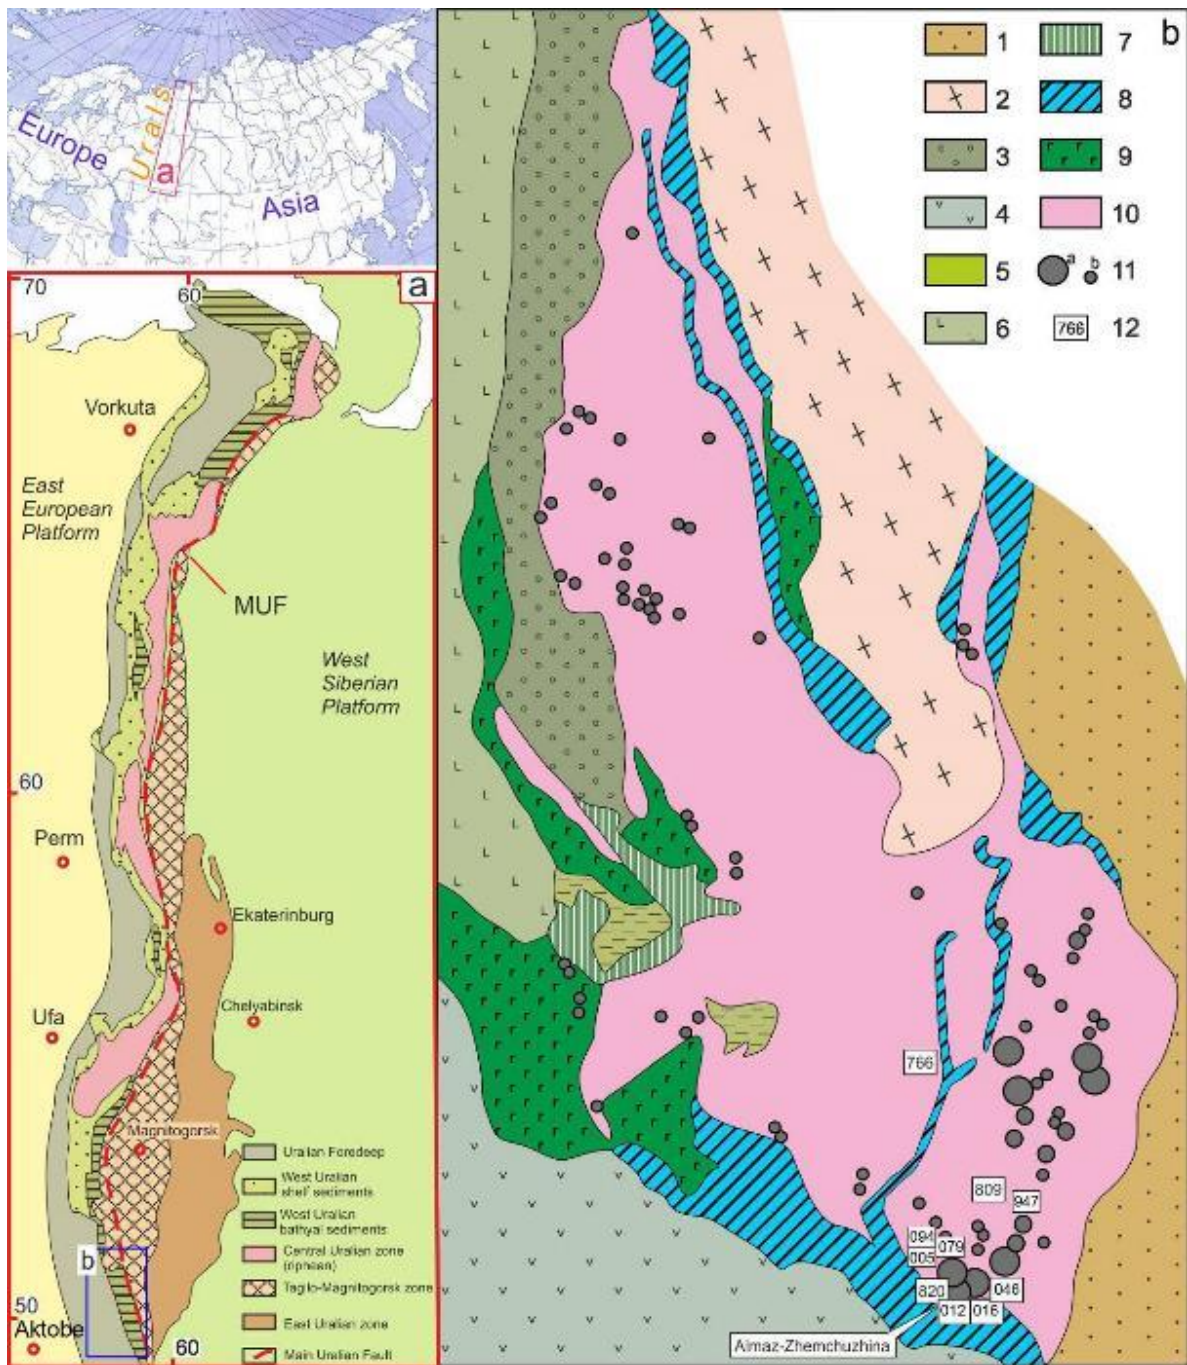 Europe
Urals
a
Asia
a
70
60
Vorkuta
East
European
Platform
MUF
West
Siberian
Platform
60
Perm
Ekaterinburg
Chelyabinsk
Ufa
Magnitogorsk
Uralian Foredeep
West Uralian
shelf sediments
West Uralian
bathyal sediments
Central Uralian zone
(riphean)
Tagilo-Magnitogorsk zone
East Uralian zone
Main Uralian Fault
b
50
Aktobe
60
b
1
2
3
4
5
6
7
8
9
10
a
b
11
766
12
766
809
947
094
079
005
820
046
012
016
Almaz-Zhemchuzhina